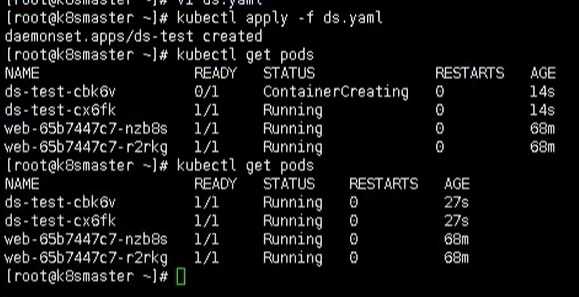 [root@k8smaster ~]# vi ds.yaml
[root@k8smaster ~]# kubectl apply -f ds.yaml
daemonset.apps/ds-test created
[root@k8smaster ~]# kubectl get pods
NAME READY STATUS RESTARTS AGE
ds-test-cbk6v 0/1 ContainerCreating 0 14s
ds-test-cx6fk 1/1 Running 0 14s
web-65b7447c7-nzb8s 1/1 Running 0 68m
web-65b7447c7-r2rkg 1/1 Running 0 68m
[root@k8smaster ~]# kubectl get pods
NAME READY STATUS RESTARTS AGE
ds-test-cbk6v 1/1 Running 0 27s
ds-test-cx6fk 1/1 Running 0 27s
web-65b7447c7-nzb8s 1/1 Running 0 68m
web-65b7447c7-r2rkg 1/1 Running 0 68m
[root@k8smaster ~]#